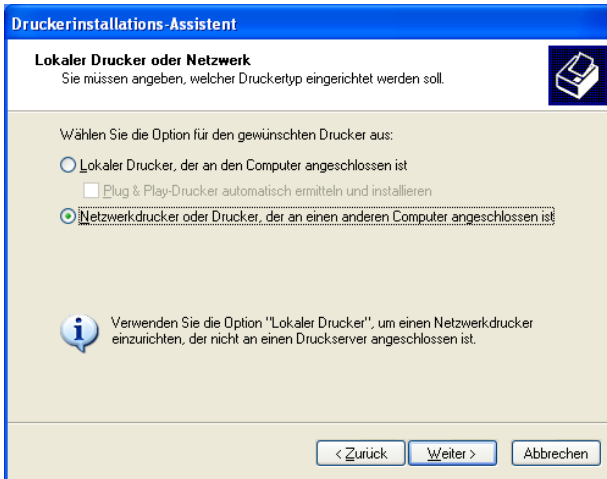 Druckerinstallations-Assistent
Lokaler Drucker oder Netzwerk
Sie müssen angeben, welcher Druckertyp eingerichtet werden soll.
Wählen Sie die Option für den gewünschten Drucker aus:
Lokaler Drucker, der an den Computer angeschlossen ist
Plug & Play-Drucker automatisch ermitteln und installieren
Netzwerkdrucker oder Drucker, der an einen anderen Computer angeschlossen ist
Verwenden Sie die Option "Lokaler Drucker", um einen Netzwerkdrucker
einzurichten, der nicht an einen Druckserver angeschlossen ist.
< Zurück Weiter > Abbrechen